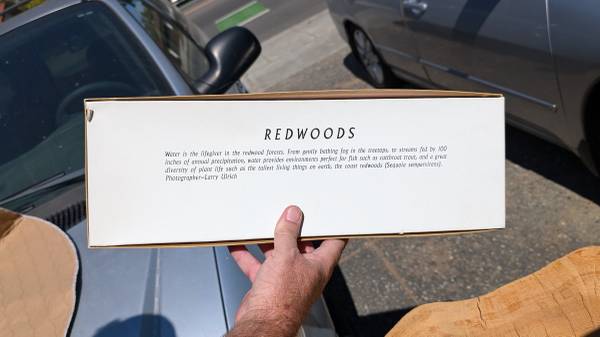 REDWOODS
Water is the lifegiver in the redwood forests. From gently bathing fog in the treetops, to streams fed by 100
inches of annual precipitation, water provides environments perfect for fish such as cutthroat trout, and a great
diversity of plant life such as the tallest living things on earth, the coast redwoods (Sequoia sempervirens).
Photographer–Larry Ulrich